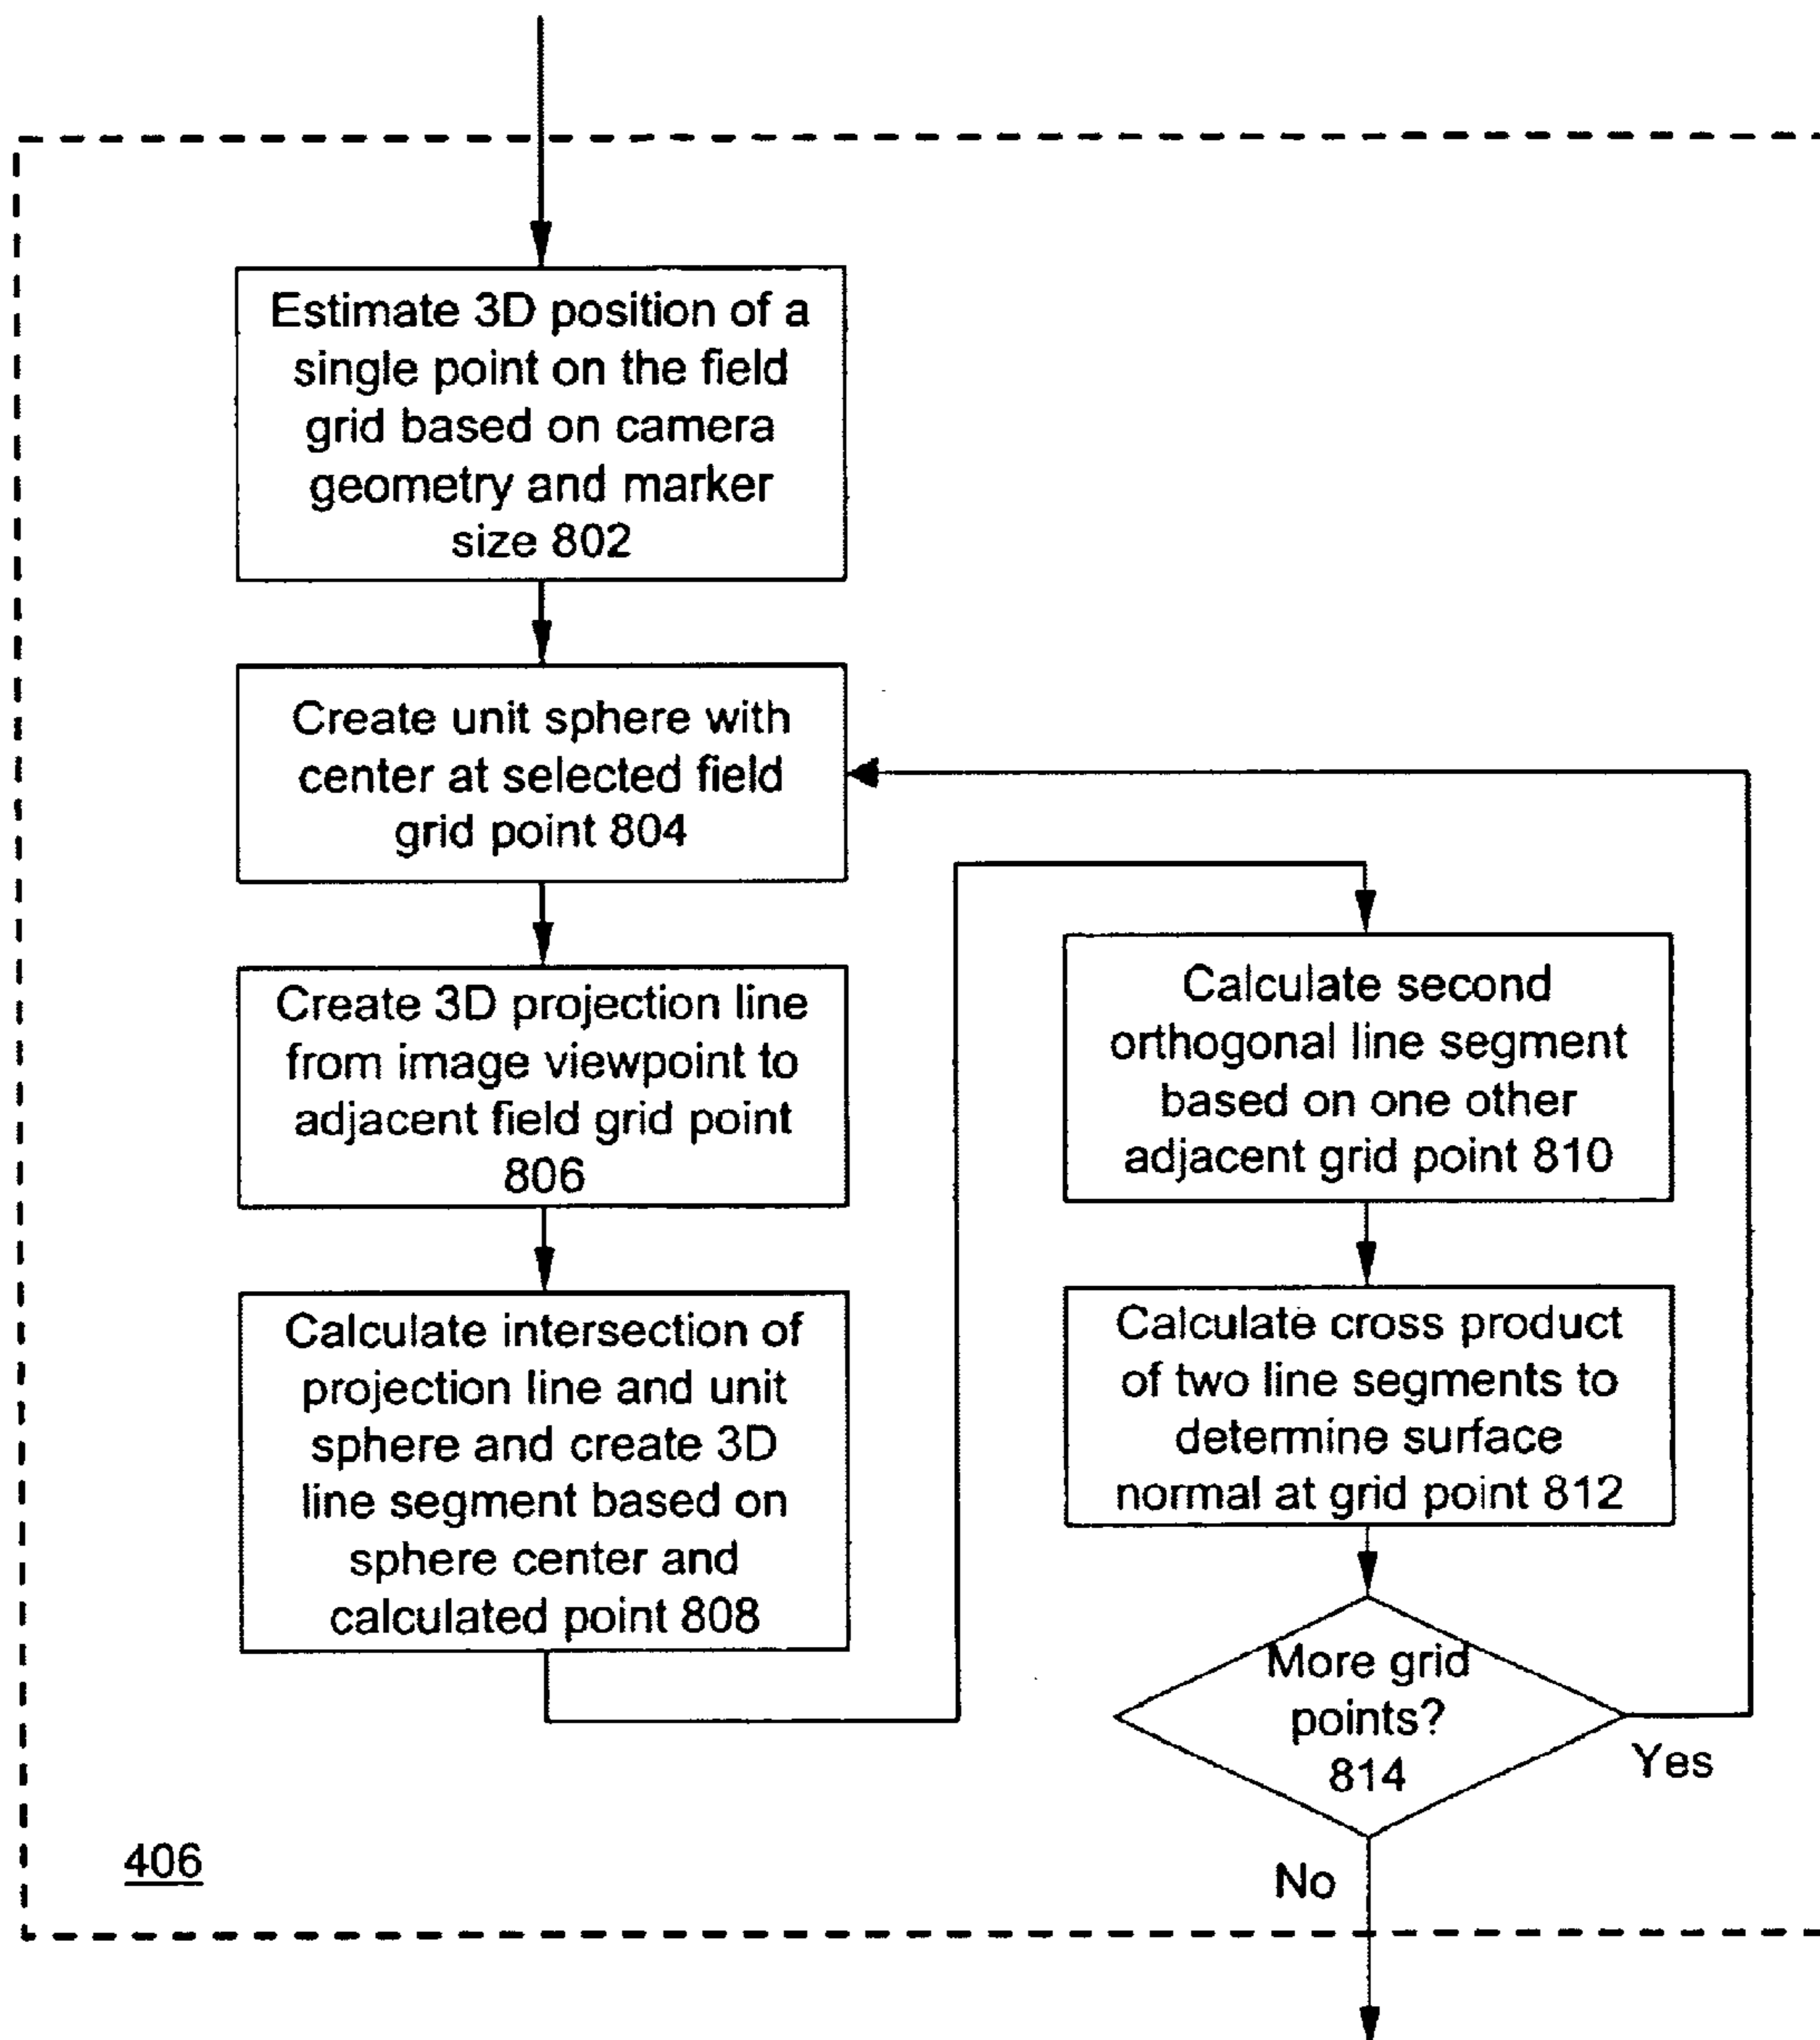 Estimate 3D position of a
single point on the field
grid based on camera
geometry and marker
size 802
Create unit sphere with
center at selected field
grid point 804
Create 3D projection line
from image viewpoint to
adjacent field grid point
806
Calculate intersection of
projection line and unit
sphere and create 3D
line segment based on
sphere center and
calculated point 808
Calculate second
orthogonal line segment
based on one other
adjacent grid point 810
Calculate cross product
of two line segments to
determine surface
normal at grid point 812
More grid
points?
814
Yes
No
406